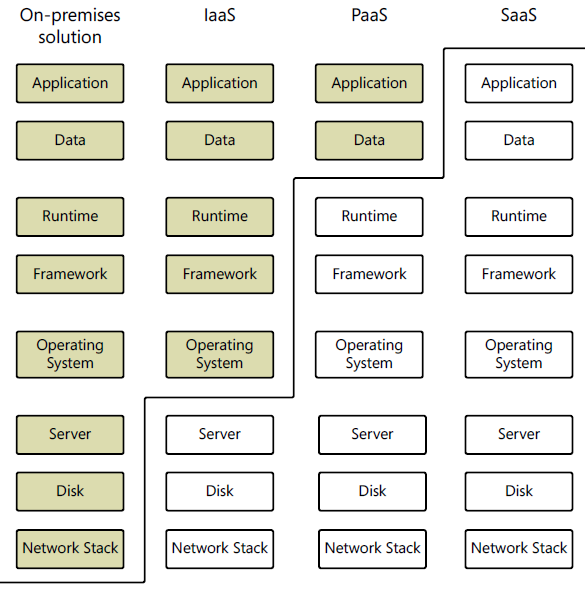 On-premises
solution
IaaS
PaaS
SaaS
Application
Application
Application
Application
Data
Data
Data
Data
Runtime
Runtime
Runtime
Runtime
Framework
Framework
Framework
Framework
Operating
System
Operating
System
Operating
System
Operating
System
Server
Server
Server
Server
Disk
Disk
Disk
Disk
Network Stack
Network Stack
Network Stack
Network Stack